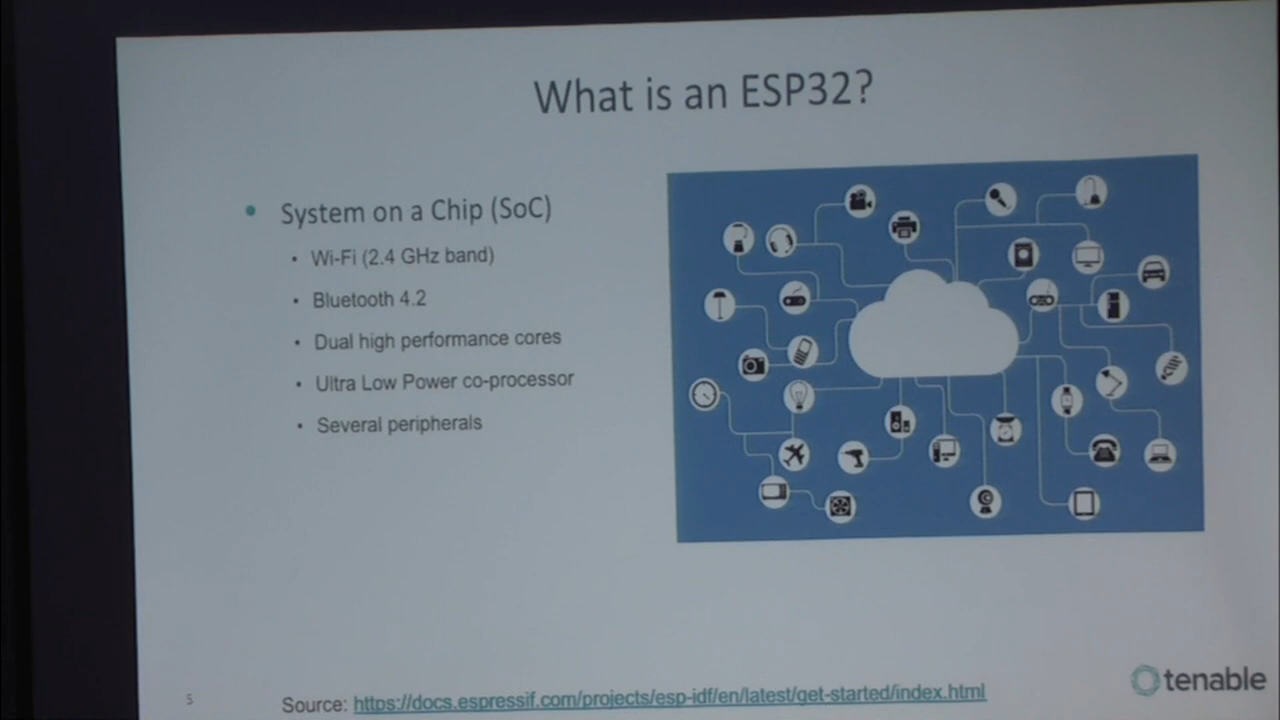 What is an ESP32?
• System on a Chip (SoC)
• Wi-Fi (2.4 GHz band)
• Bluetooth 4.2
• Dual high performance cores
• Ultra Low Power co-processor
• Several peripherals
5
Source: https://docs.espressif.com/projects/esp-idf/en/latest/get-started/index.html
tenable